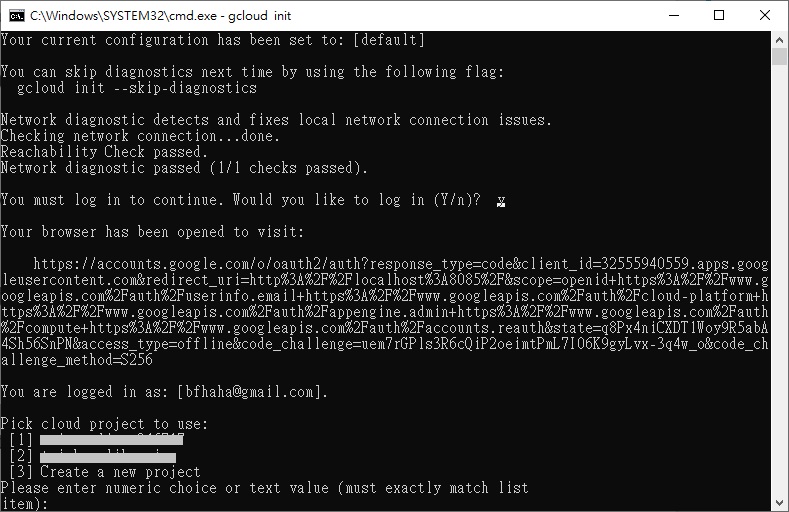 C:\Windows\SYSTEM32\cmd.exe - gcloud init
Your current configuration has been set to: [default]
You can skip diagnostics next time by using the following flag:
gcloud init --skip-diagnostics
Network diagnostic detects and fixes local network connection issues.
Checking network connection...done.
Reachability Check passed.
Network diagnostic passed (1/1 checks passed).
You must log in to continue. Would you like to log in (Y/n)?  y
Your browser has been opened to visit:
https://accounts.google.com/o/oauth2/auth?response_type=code&client_id=32555940559.apps.goog
leusercontent.com&redirect_uri=http%3A%2F%2Flocalhost%3A8085%2F&scope=openid+https%3A%2F%2Fwww.g
oogleapis.com%2Fauth%2Fuserinfo.email+https%3A%2F%2Fwww.googleapis.com%2Fauth%2Fcloud-platform+h
ttps%3A%2F%2Fwww.googleapis.com%2Fauth%2Fappengine.admin+https%3A%2F%2Fwww.googleapis.com%2Fauth
%2Fcompute+https%3A%2F%2Fwww.googleapis.com%2Fauth%2Faccounts.reauth&state=q8Px4niCXDT1Woy9R5abA
4Sh56SnPN&access_type=offline&code_challenge=uem7rGPls3R6cQiP2oeimtPmL7I06K9gyLvx-3q4w_o&code_ch
allenge_method=S256
You are logged in as: [bfhaha@gmail.com].
Pick cloud project to use:
[1]
[2]
[3] Create a new project
Please enter numeric choice or text value (must exactly match list
item):